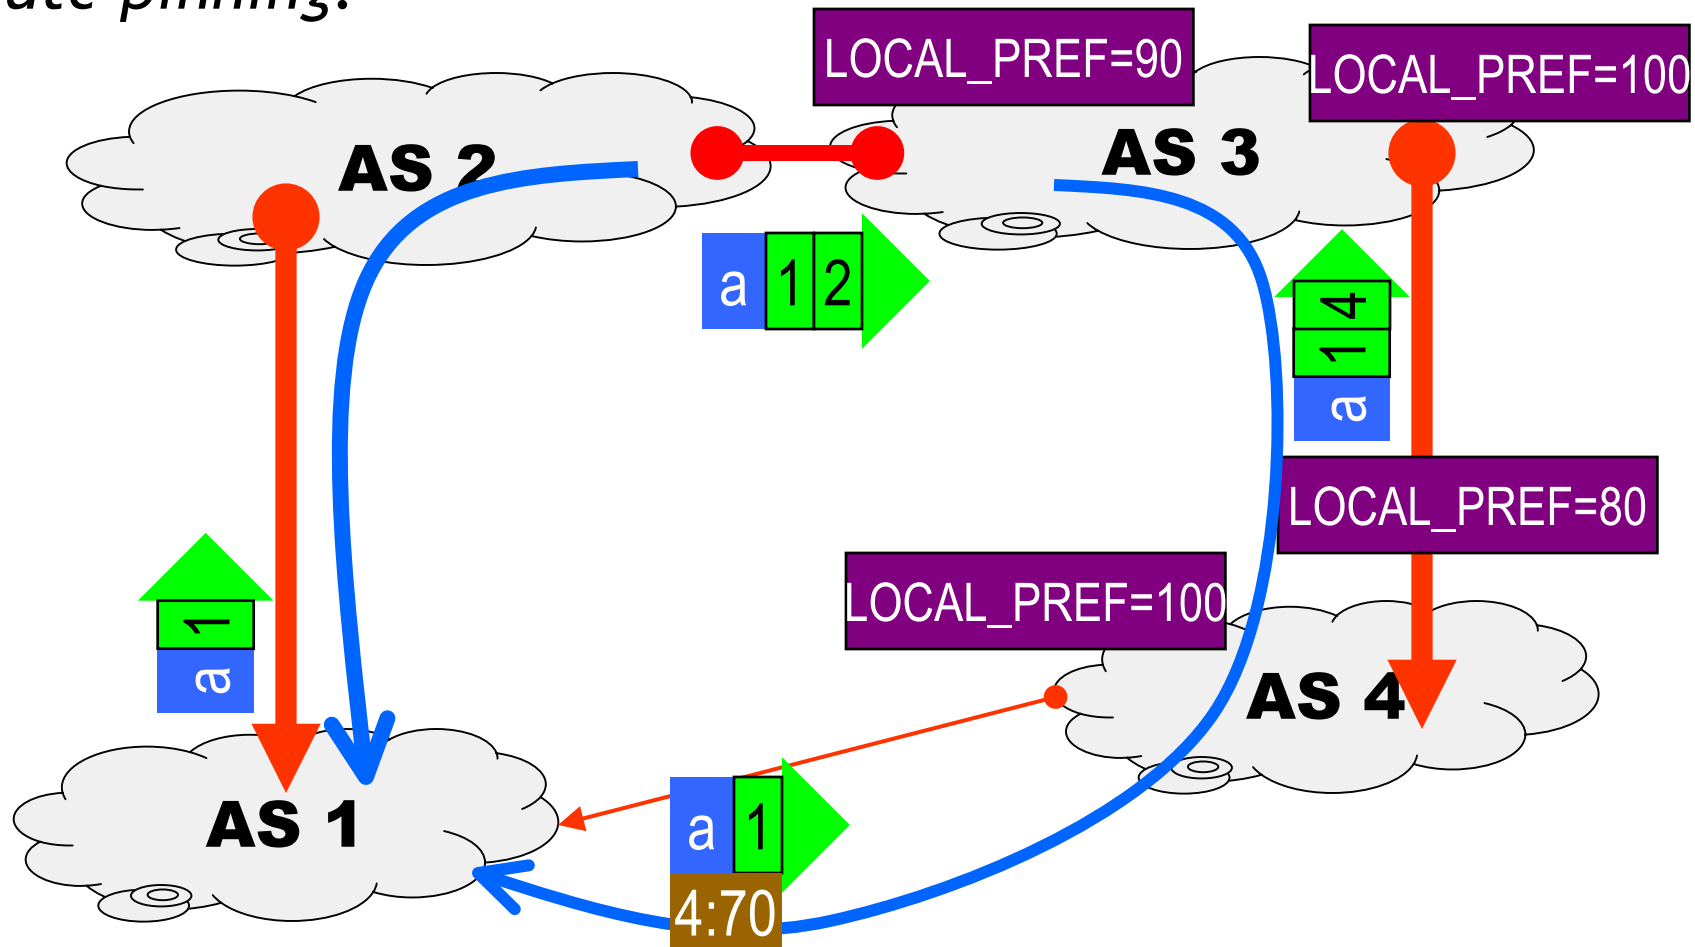 pinning.
LOCAL_PREF=90
LOCAL_PREF=100
AS 2
AS 3
a 1 2
a 1 4
LOCAL_PREF=80
LOCAL_PREF=100
a 1
AS 4
AS 1
a 1
4:70